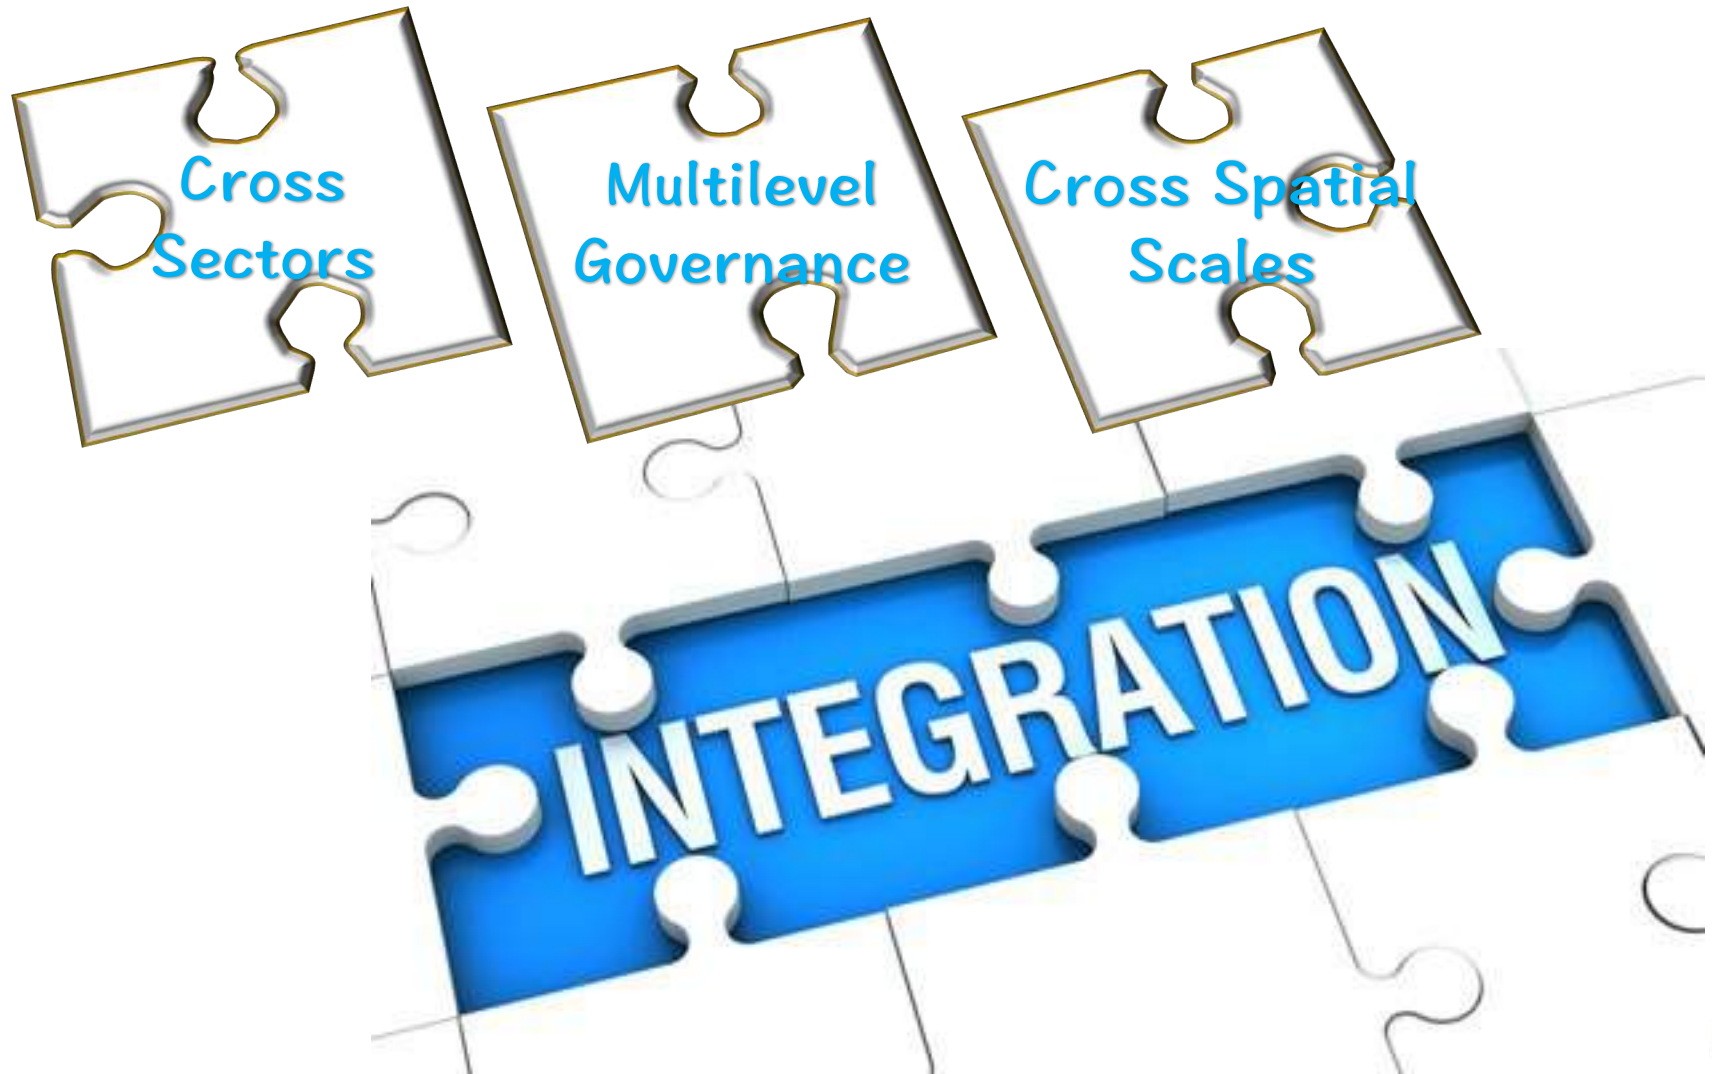 Cross
Sectors
Multilevel
Governance
Cross Spatial
Scales
INTEGRATION